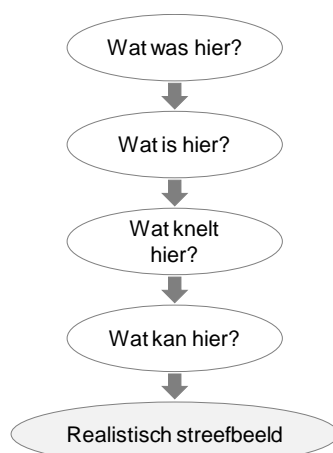 Wat was hier?
Wat is hier?
Wat knelt
hier?
Wat kan hier?
Realistisch streefbeeld